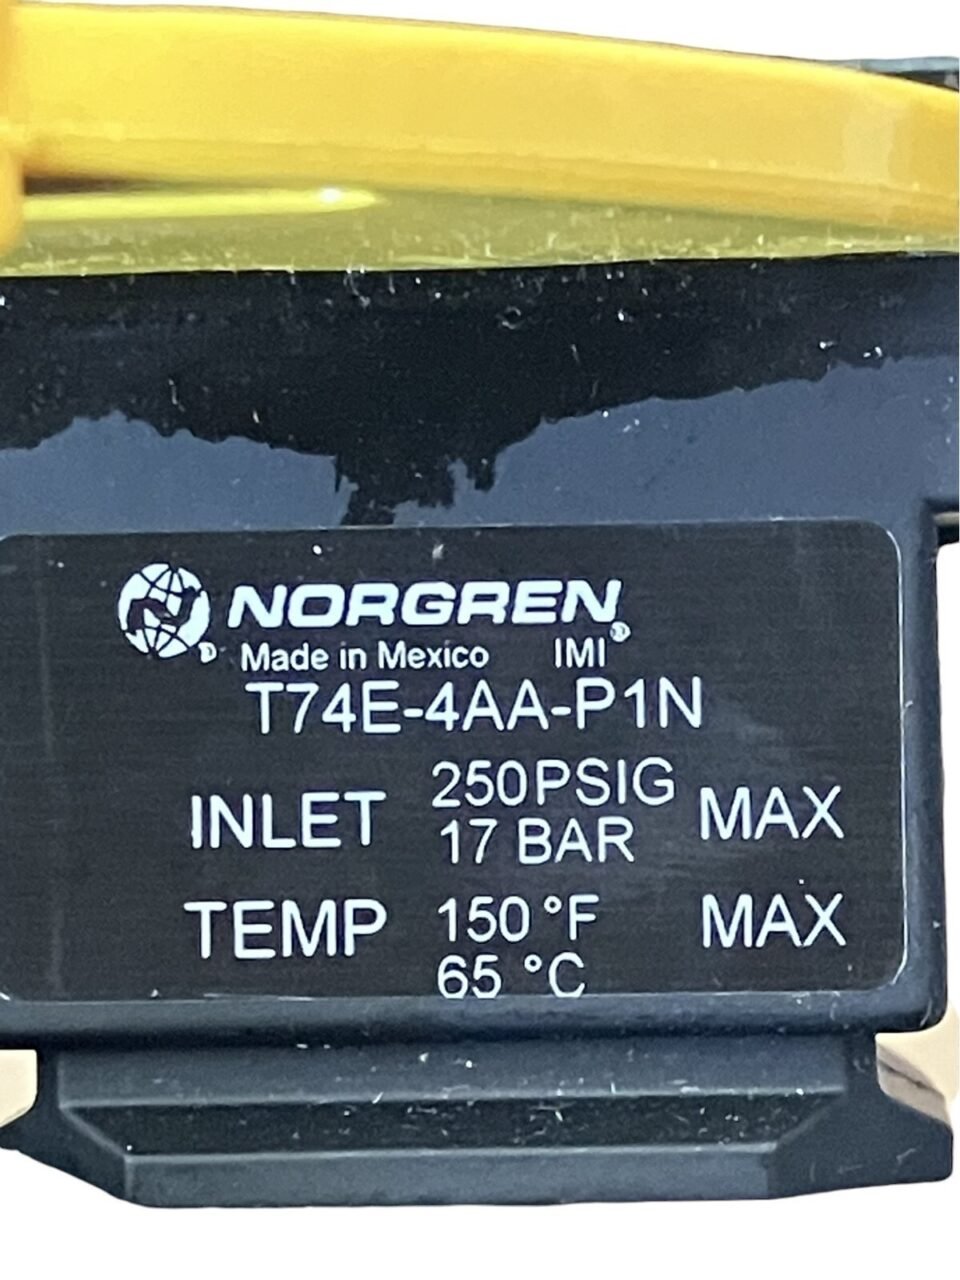 NORGREN®
Made in Mexico IMI®
T74E-4AA-P1N
INLET 250PSIG MAX
17 BAR
TEMP 150 °F MAX
65 °C